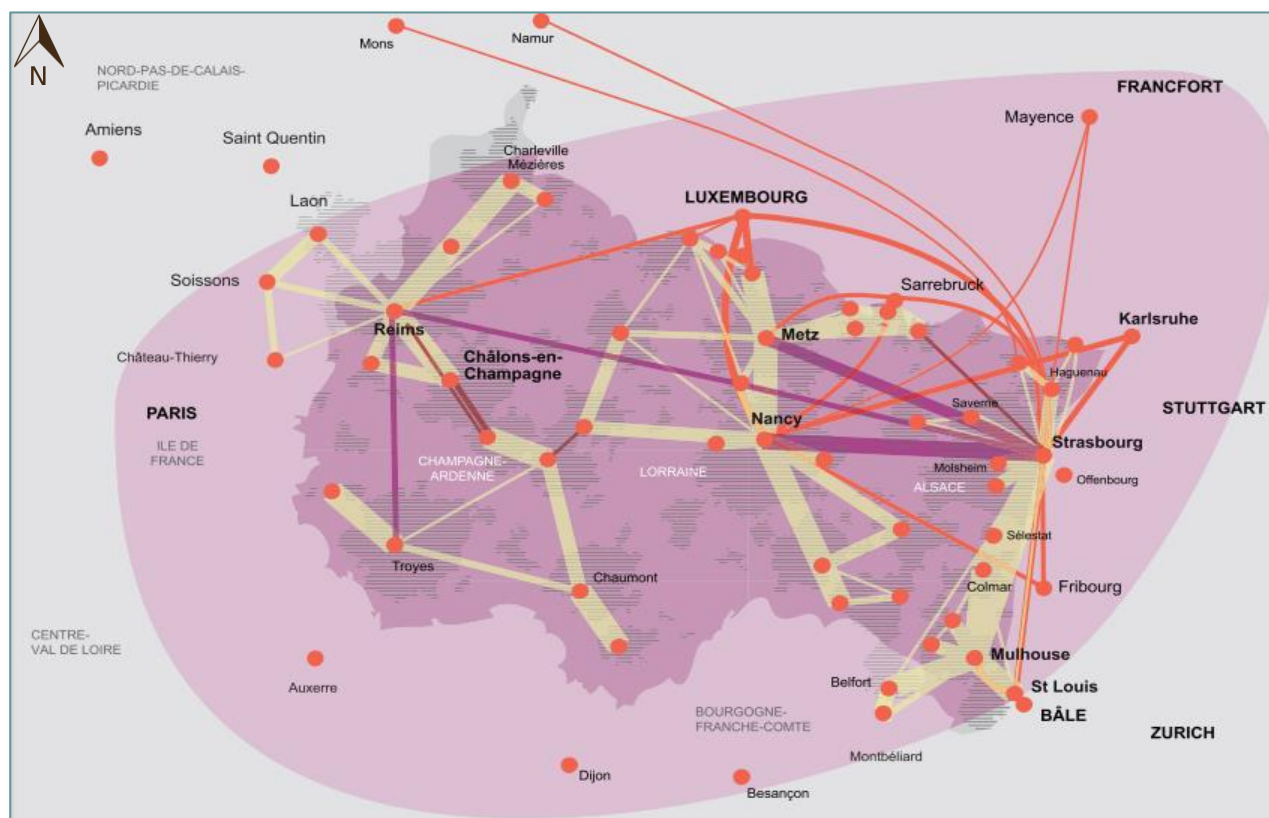 N
Mons
Namur
NORD-PAS-DE-CALAIS-
PICARDIE
FRANCFORT
Mayence
Amiens
Saint Quentin
Charleville
Mézières
Laon
LUXEMBOURG
Soissons
Sarrebruck
Reims
Metz
Karlsruhe
Château-Thierry
Châlons-en-
Champagne
Haguenau
PARIS
Saverne
STUTTGART
ILE DE
FRANCE
Nancy
Strasbourg
CHAMPAGNE-
ARDENNE
LORRAINE
Molsheim
ALSACE
Offenbourg
Sélestat
Troyes
Chaumont
Colmar
Fribourg
CENTRE-
VAL DE LOIRE
Auxerre
Mulhouse
Belfort
St Louis
BÂLE
BOURGOGNE-
FRANCHE-COMTE
ZURICH
Montbéliard
Dijon
Besançon